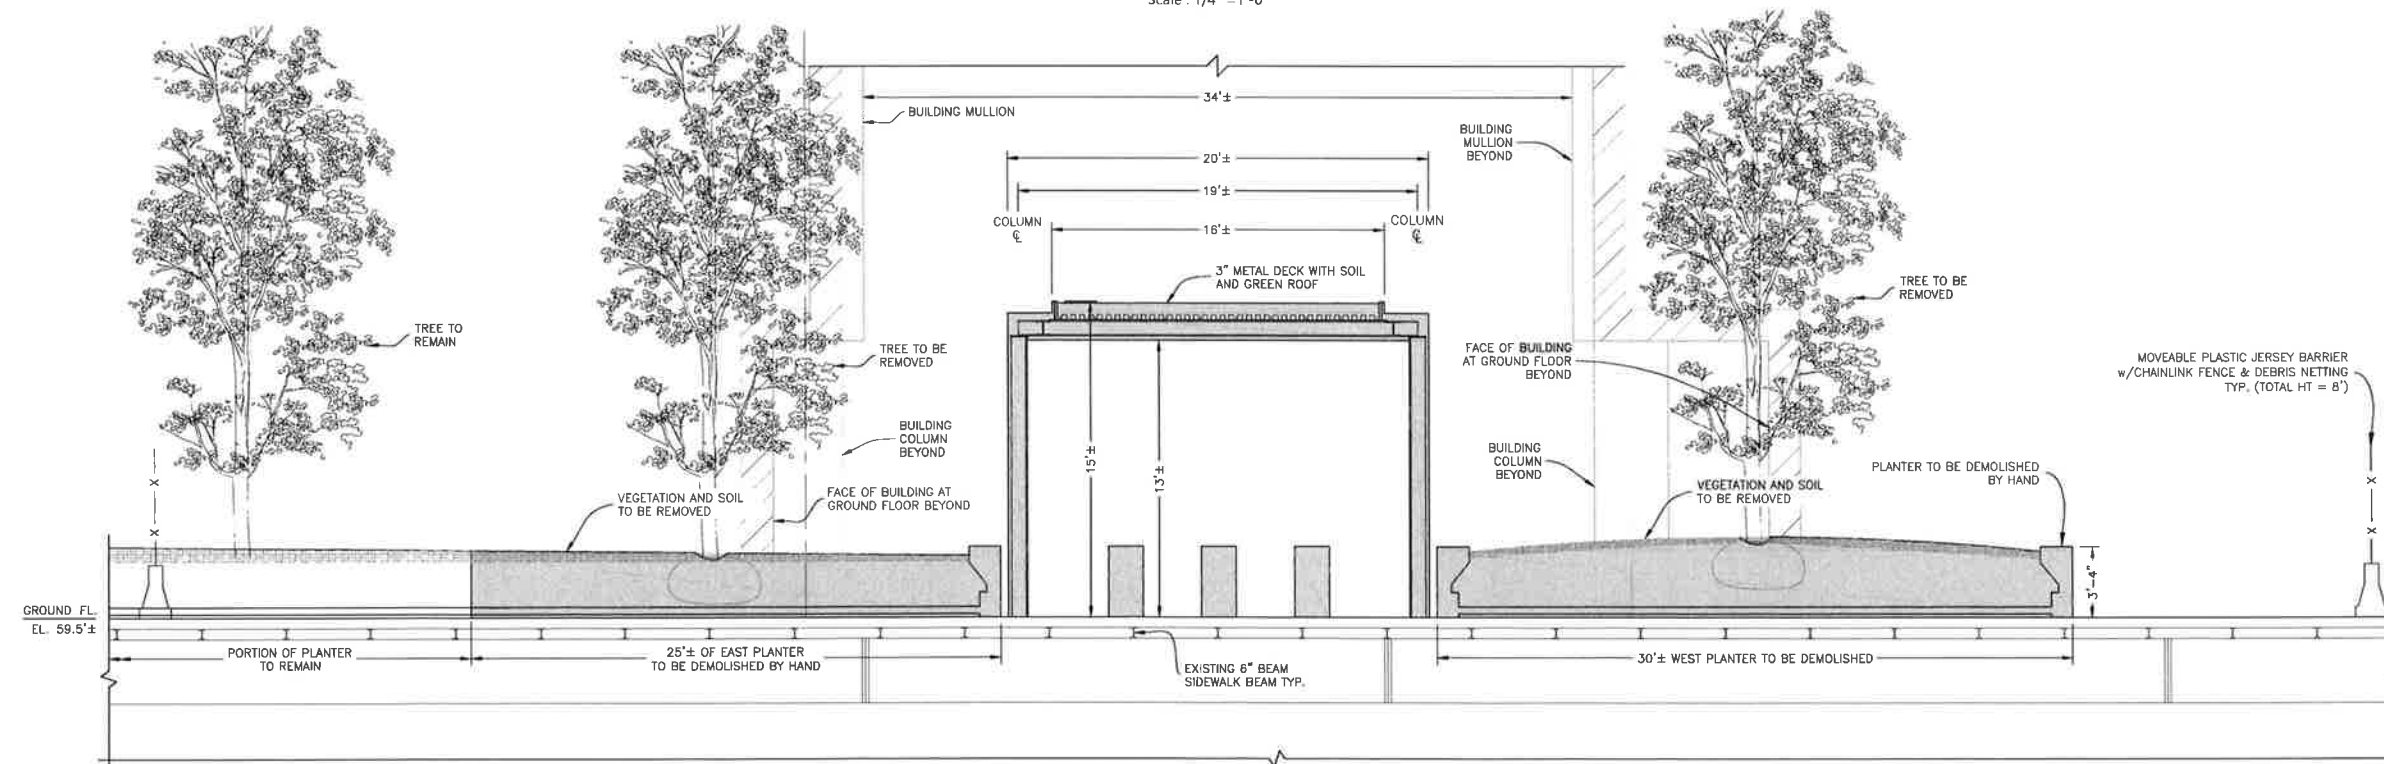 Scale : 1/4" =1'-0"
34'±
BUILDING MULLION
BUILDING
MULLION
BEYOND
20'±
19'±
COLUMN
℄
COLUMN
℄
16'±
3" METAL DECK WITH SOIL
AND GREEN ROOF
TREE TO BE
REMOVED
TREE TO
REMAIN
TREE TO BE
REMOVED
FACE OF BUILDING
AT GROUND FLOOR
BEYOND
MOVEABLE PLASTIC JERSEY BARRIER
w/CHAINLINK FENCE & DEBRIS NETTING
TYP. (TOTAL HT = 8')
BUILDING
COLUMN
BEYOND
15'±
13'±
BUILDING
COLUMN
BEYOND
PLANTER TO BE DEMOLISHED
BY HAND
X
X
X
X
VEGETATION AND SOIL
TO BE REMOVED
FACE OF BUILDING AT
GROUND FLOOR BEYOND
VEGETATION AND SOIL
TO BE REMOVED
3'-4"
GROUND FL.
EL. 59.5'±
PORTION OF PLANTER
TO REMAIN
25'± OF EAST PLANTER
TO BE DEMOLISHED BY HAND
EXISTING 6" BEAM
SIDEWALK BEAM TYP.
30'± WEST PLANTER TO BE DEMOLISHED